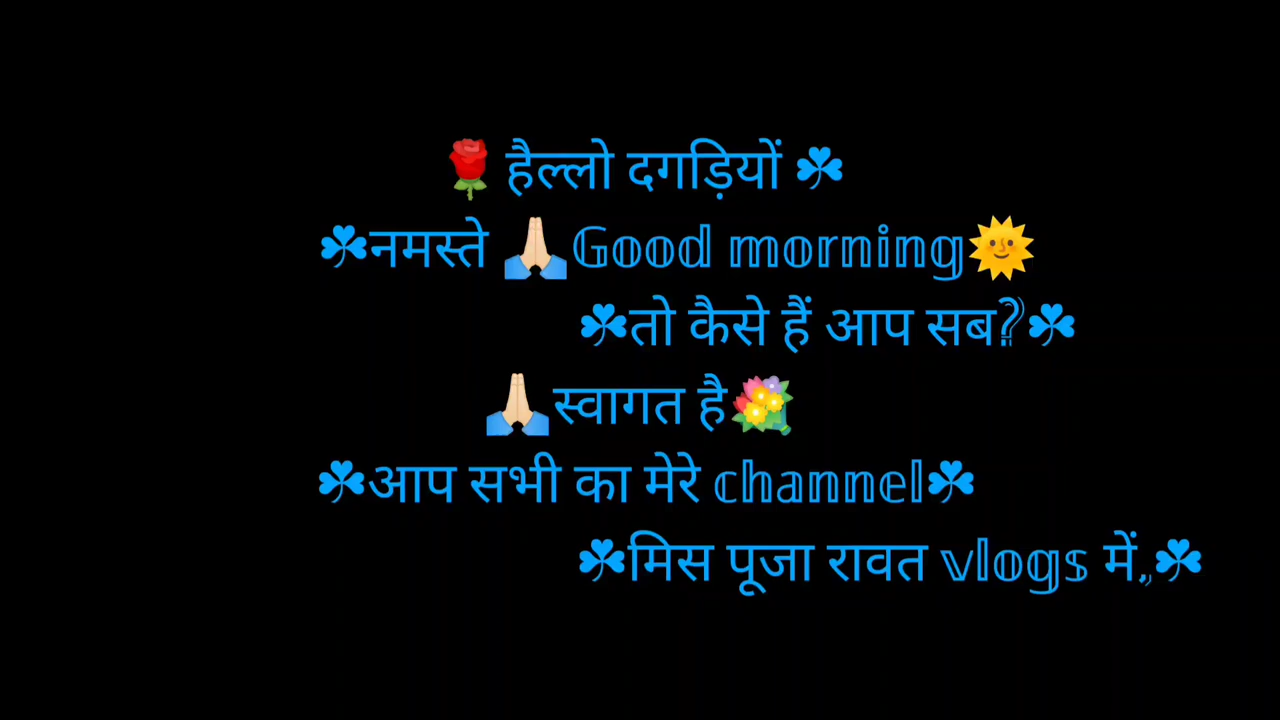 🌹 हैल्लो दगड़ियों ☘
☘नमस्ते 🙏🏻𝔾𝕠𝕠𝕕 𝕞𝕠𝕣𝕟𝕚𝕟𝕘🌞
☘तो कैसे हैं आप सब?☘
🙏🏻स्वागत है💐
☘आप सभी का मेरे 𝕔𝕙𝕒𝕟𝕟𝕖𝕝☘
☘मिस पूजा रावत 𝕧𝕝𝕠𝕘𝕤 में,,☘